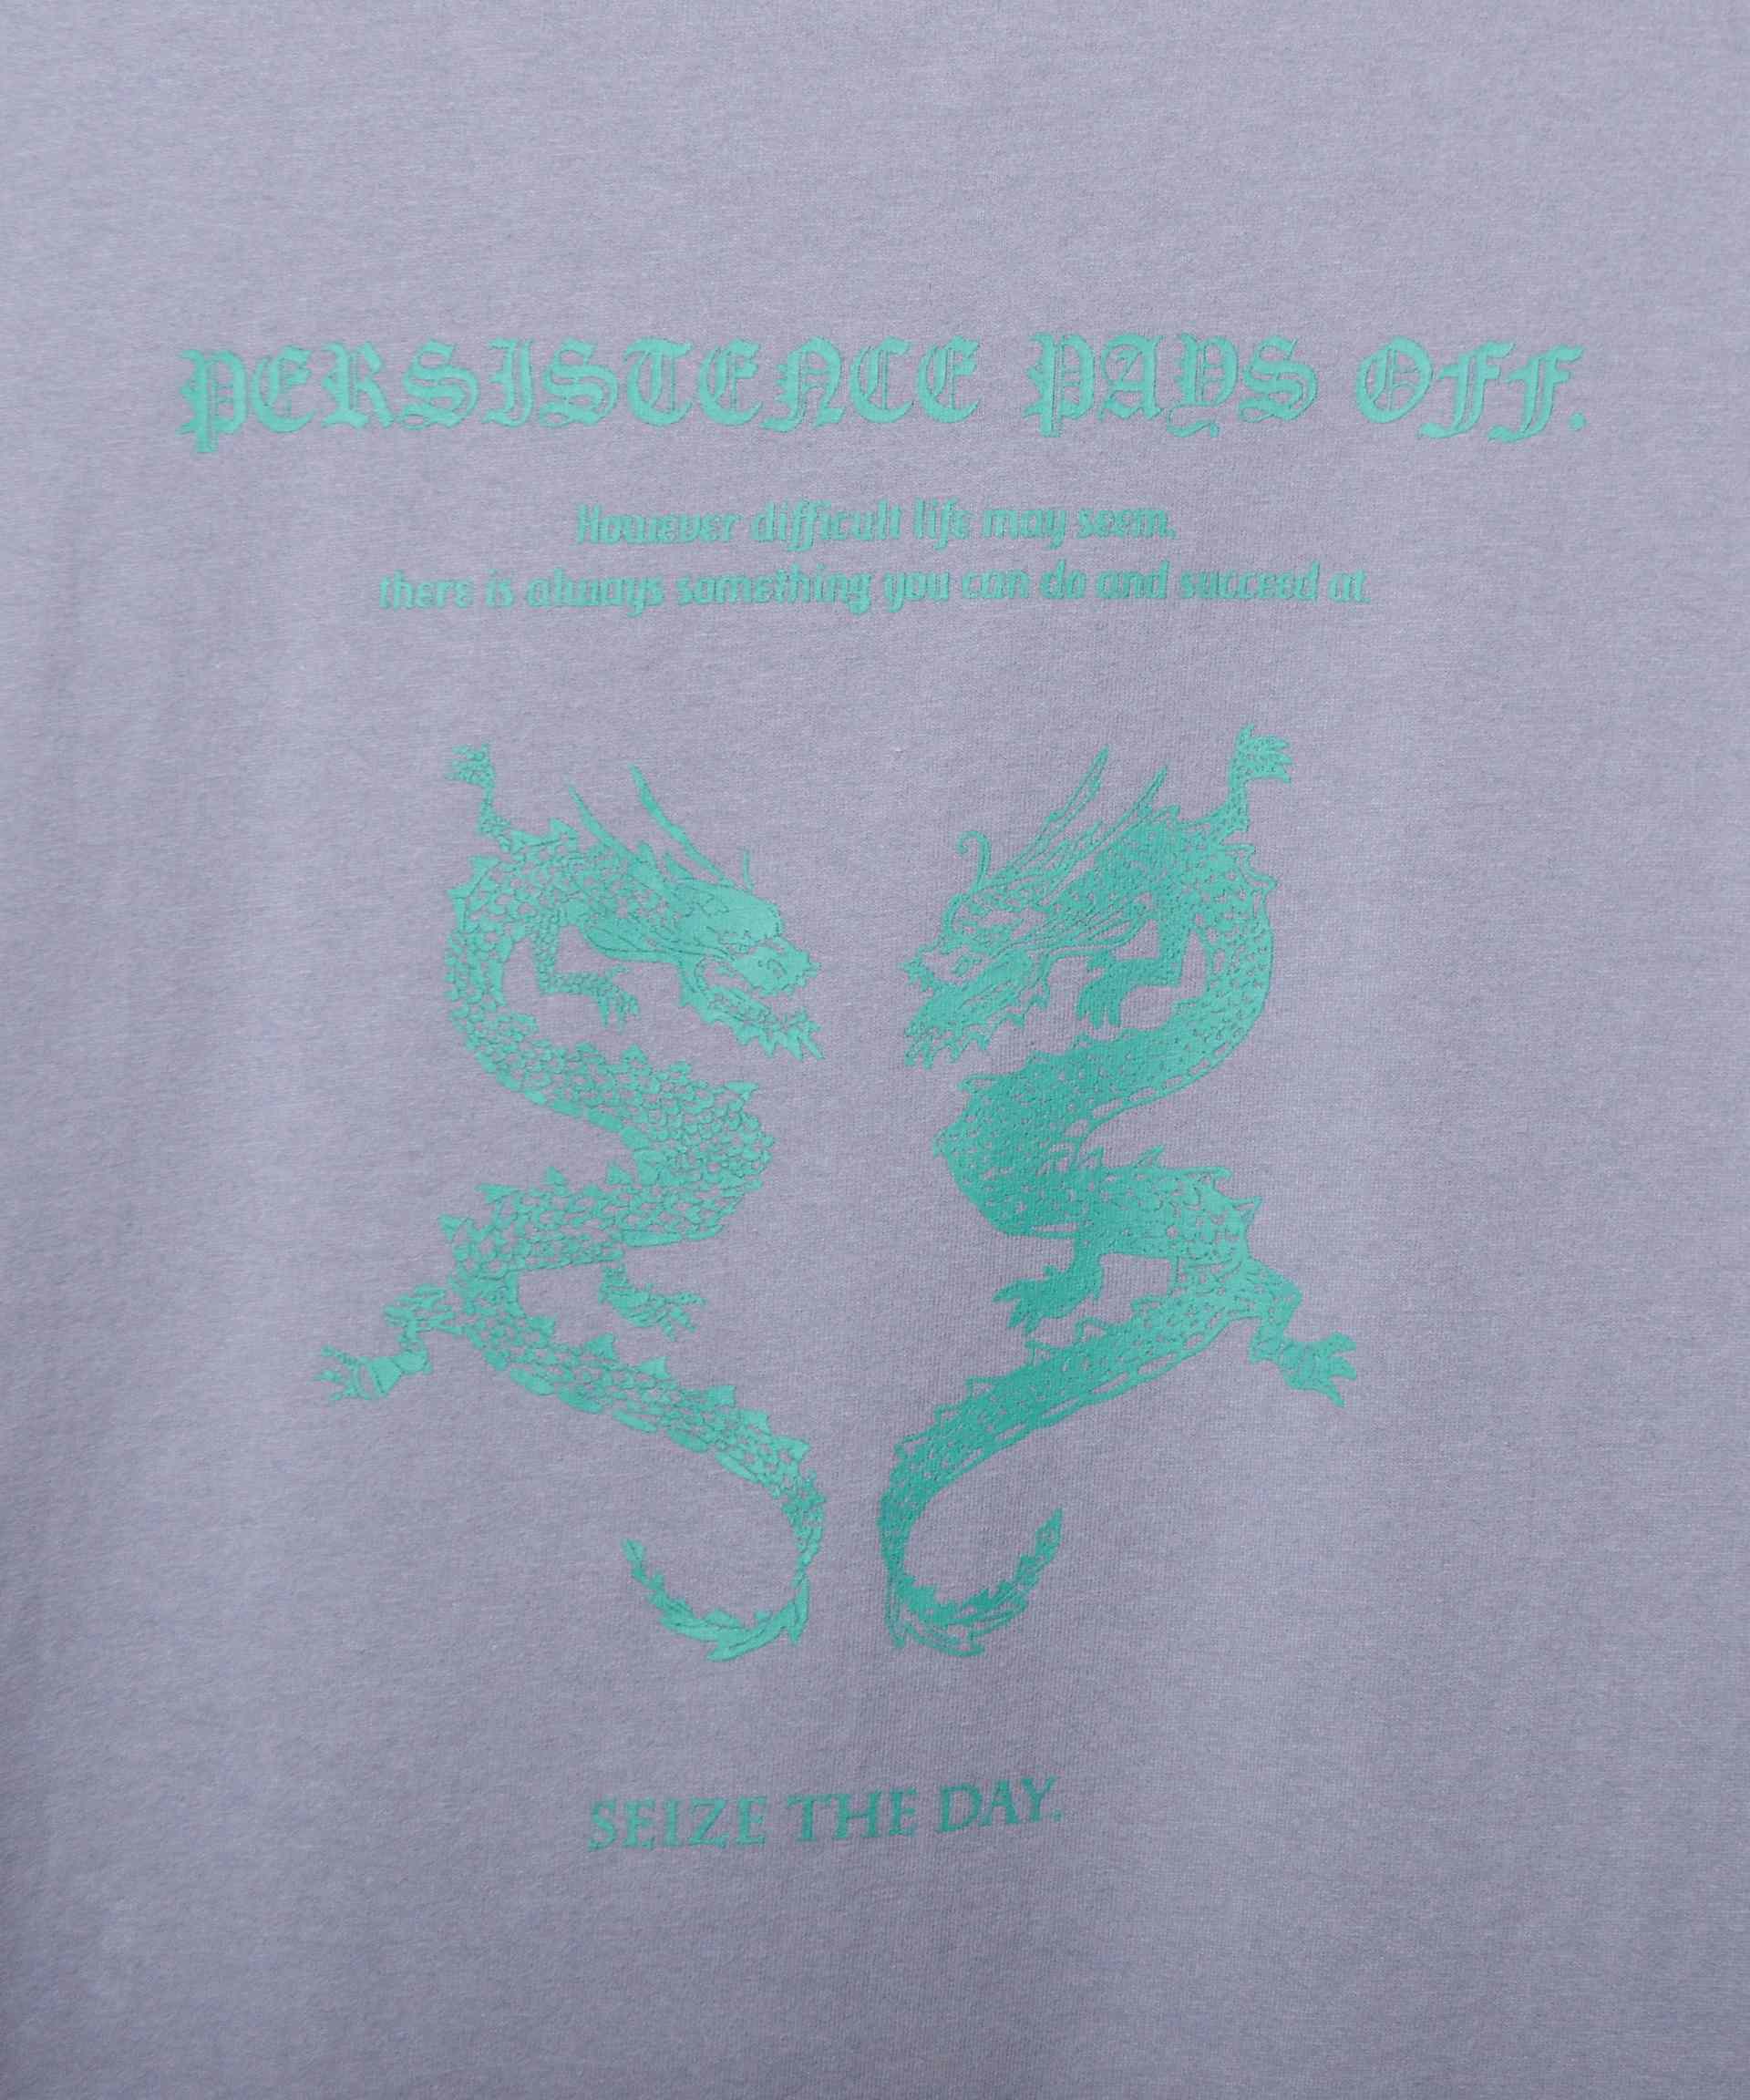 PERSISTENCE PAYS OFF.
However difficult life may seem,
there is always something you can do and succeed at.
SEIZE THE DAY.